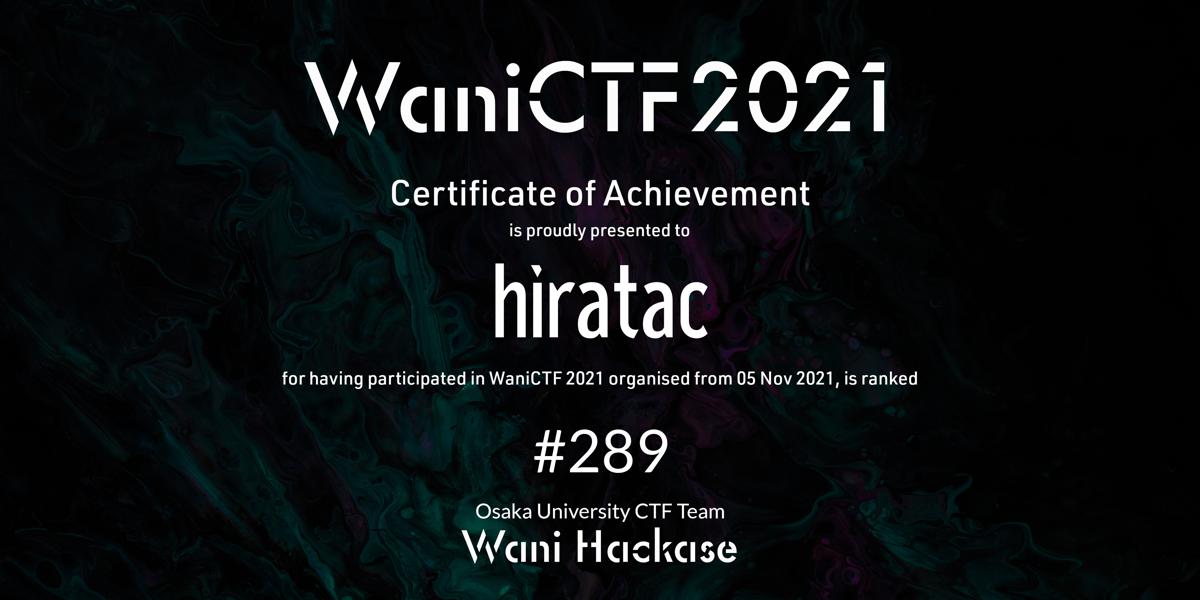 WaniCTF2021
Certificate of Achievement
is proudly presented to
hiratac
for having participated in WaniCTF 2021 organised from 05 Nov 2021, is ranked
#289
Osaka University CTF Team
Wani Hackase